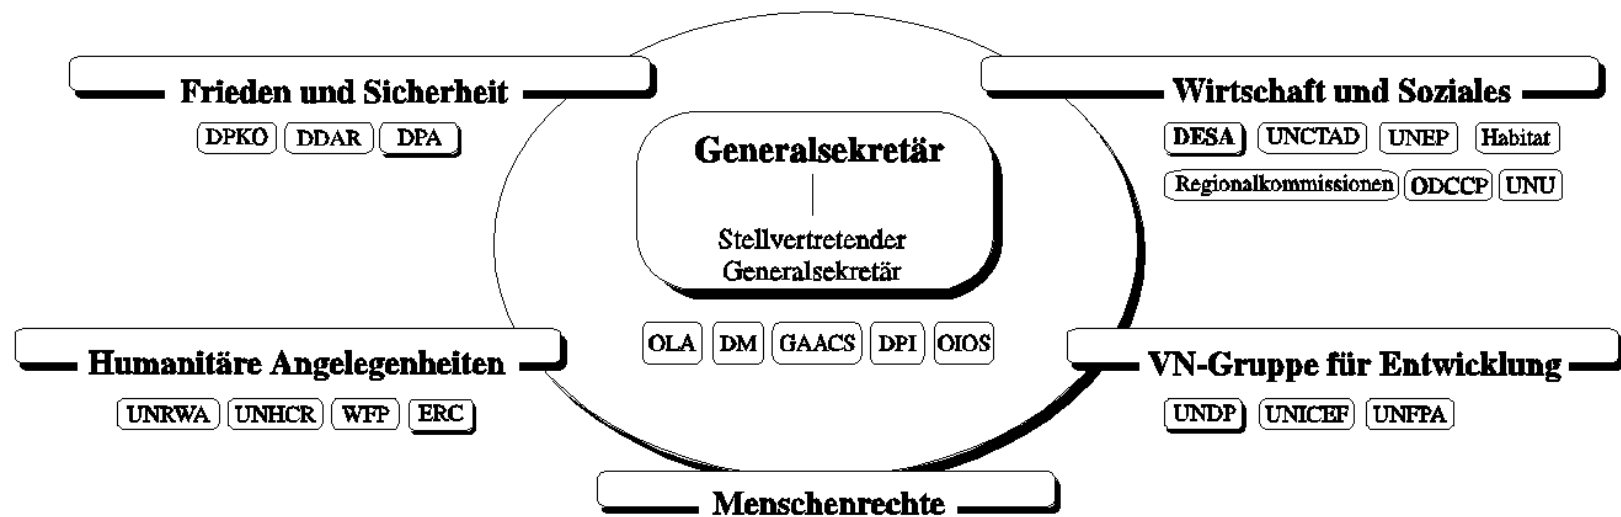 Frieden und Sicherheit
DPKO DDAR DPA
Wirtschaft und Soziales
DESA UNCTAD UNEP Habitat
Regionalkommissionen ODCCP UNU
Generalsekretär
Stellvertretender
Generalsekretär
OLA DM GAACS DPI OIOS
Humanitäre Angelegenheiten
UNRWA UNHCR WFP ERC
VN-Gruppe für Entwicklung
UNDP UNICEF UNFPA
Menschenrechte